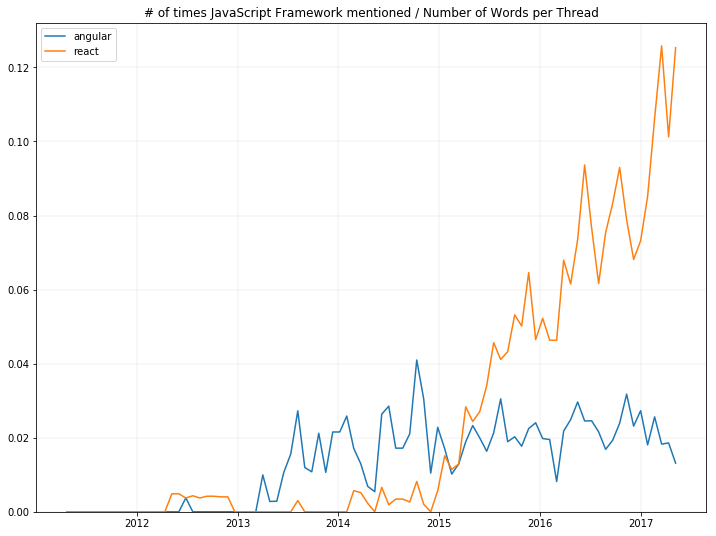 # of times JavaScript Framework mentioned / Number of Words per Thread
angular
react
0.12
0.10
0.08
0.06
0.04
0.02
0.00
2012 2013 2014 2015 2016 2017